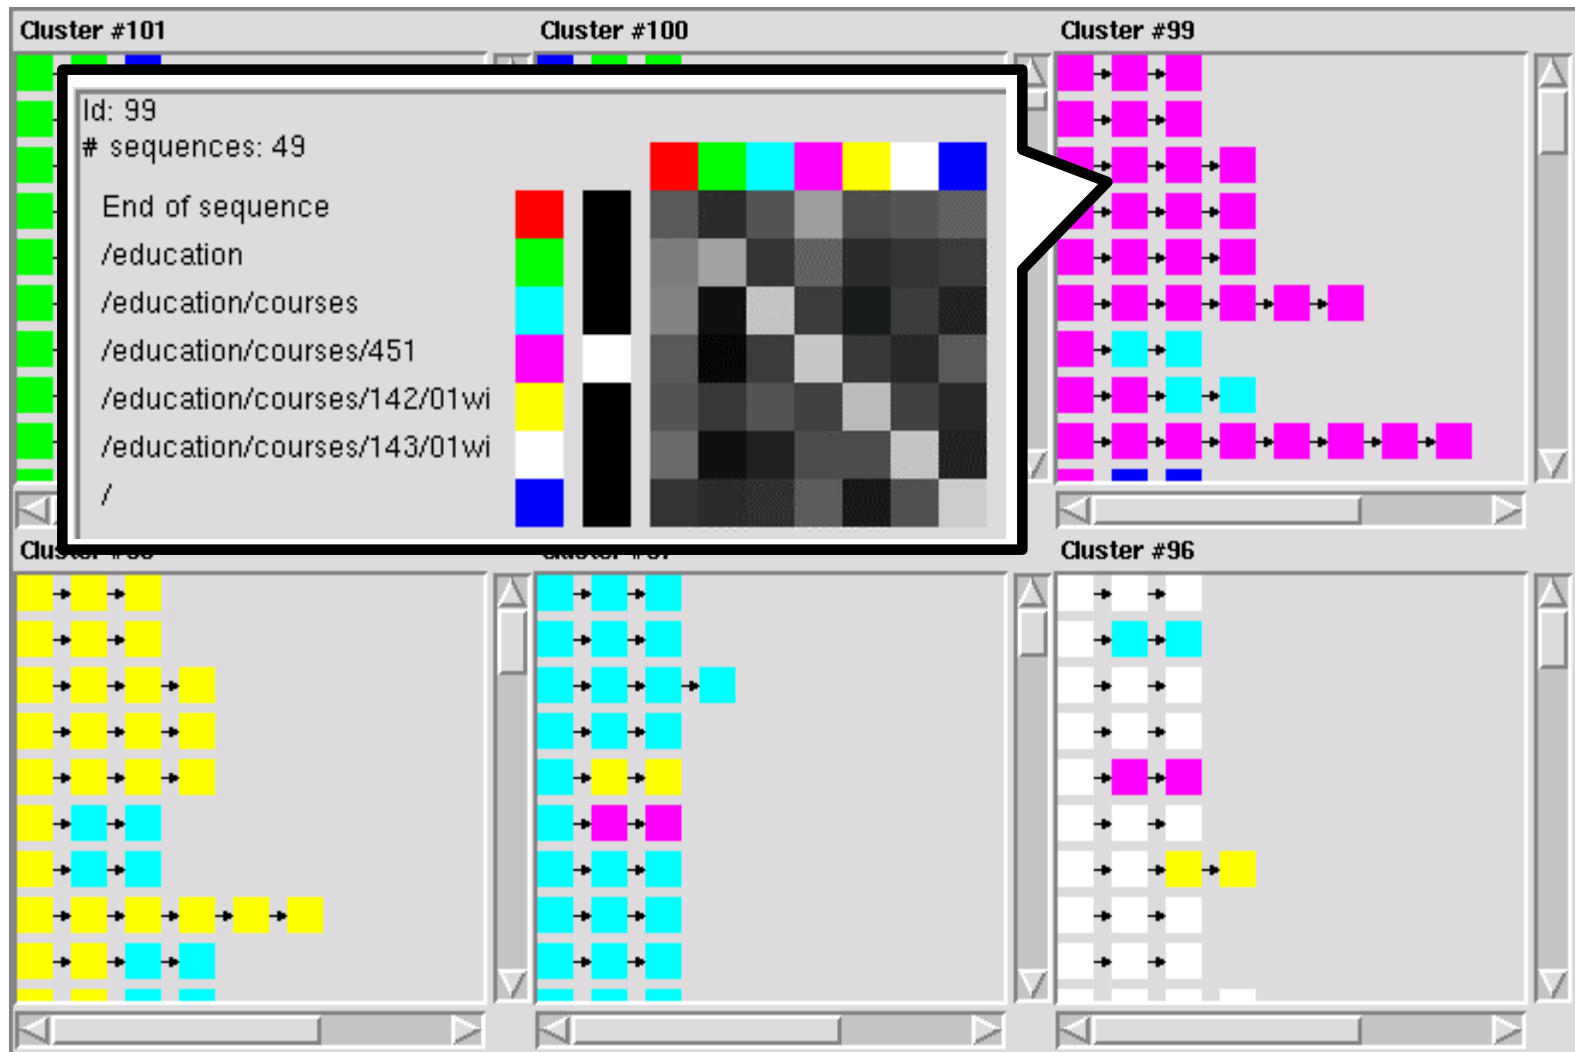 Cluster #101
Cluster #100
Cluster #99
Id: 99
# sequences: 49
End of sequence
/education
/education/courses
/education/courses/451
/education/courses/142/01wi
/education/courses/143/01wi
/
Cluster #96